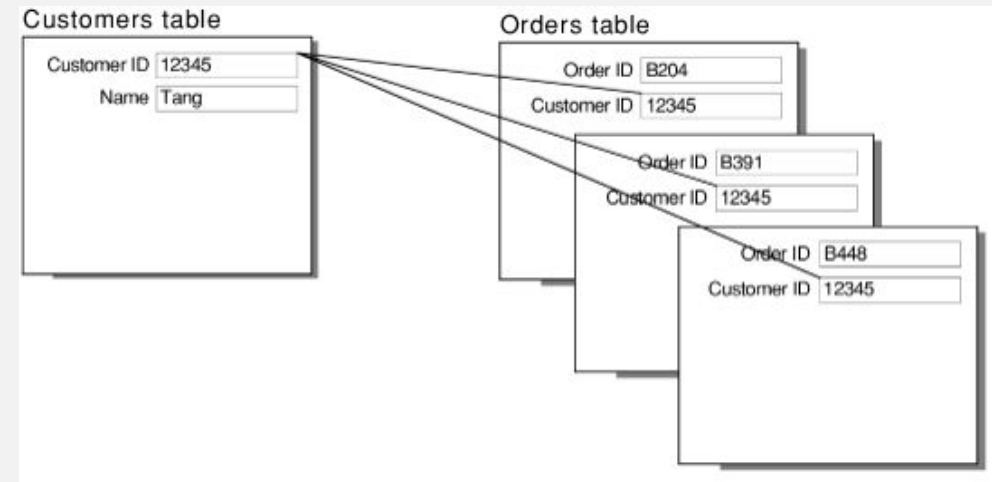 Customers table
Customer ID 12345
Name Tang
Orders table
Order ID B204
Customer ID 12345
Order ID B391
Customer ID 12345
Order ID B448
Customer ID 12345